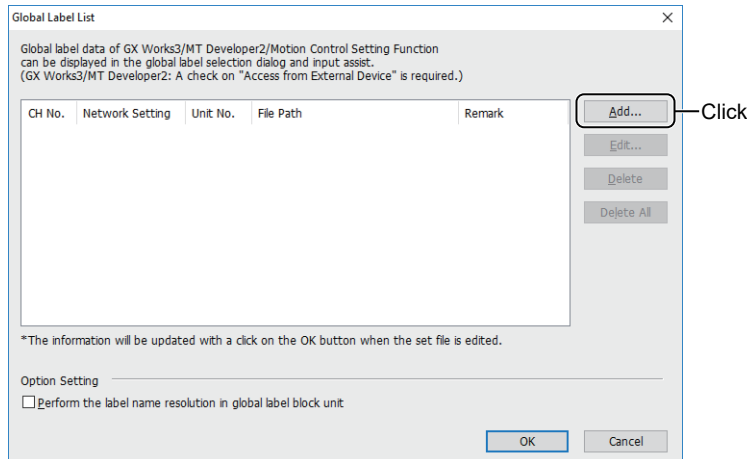 Global Label List
Global label data of GX Works3/MT Developer2/Motion Control Setting Function
can be displayed in the global label selection dialog and input assist.
(GX Works3/MT Developer2: A check on "Access from External Device" is required.)
CH No. Network Setting Unit No. File Path Remark
Add...
Click
Edit...
Delete
Delete All
*The information will be updated with a click on the OK button when the set file is edited.
Option Setting
Perform the label name resolution in global label block unit
OK Cancel